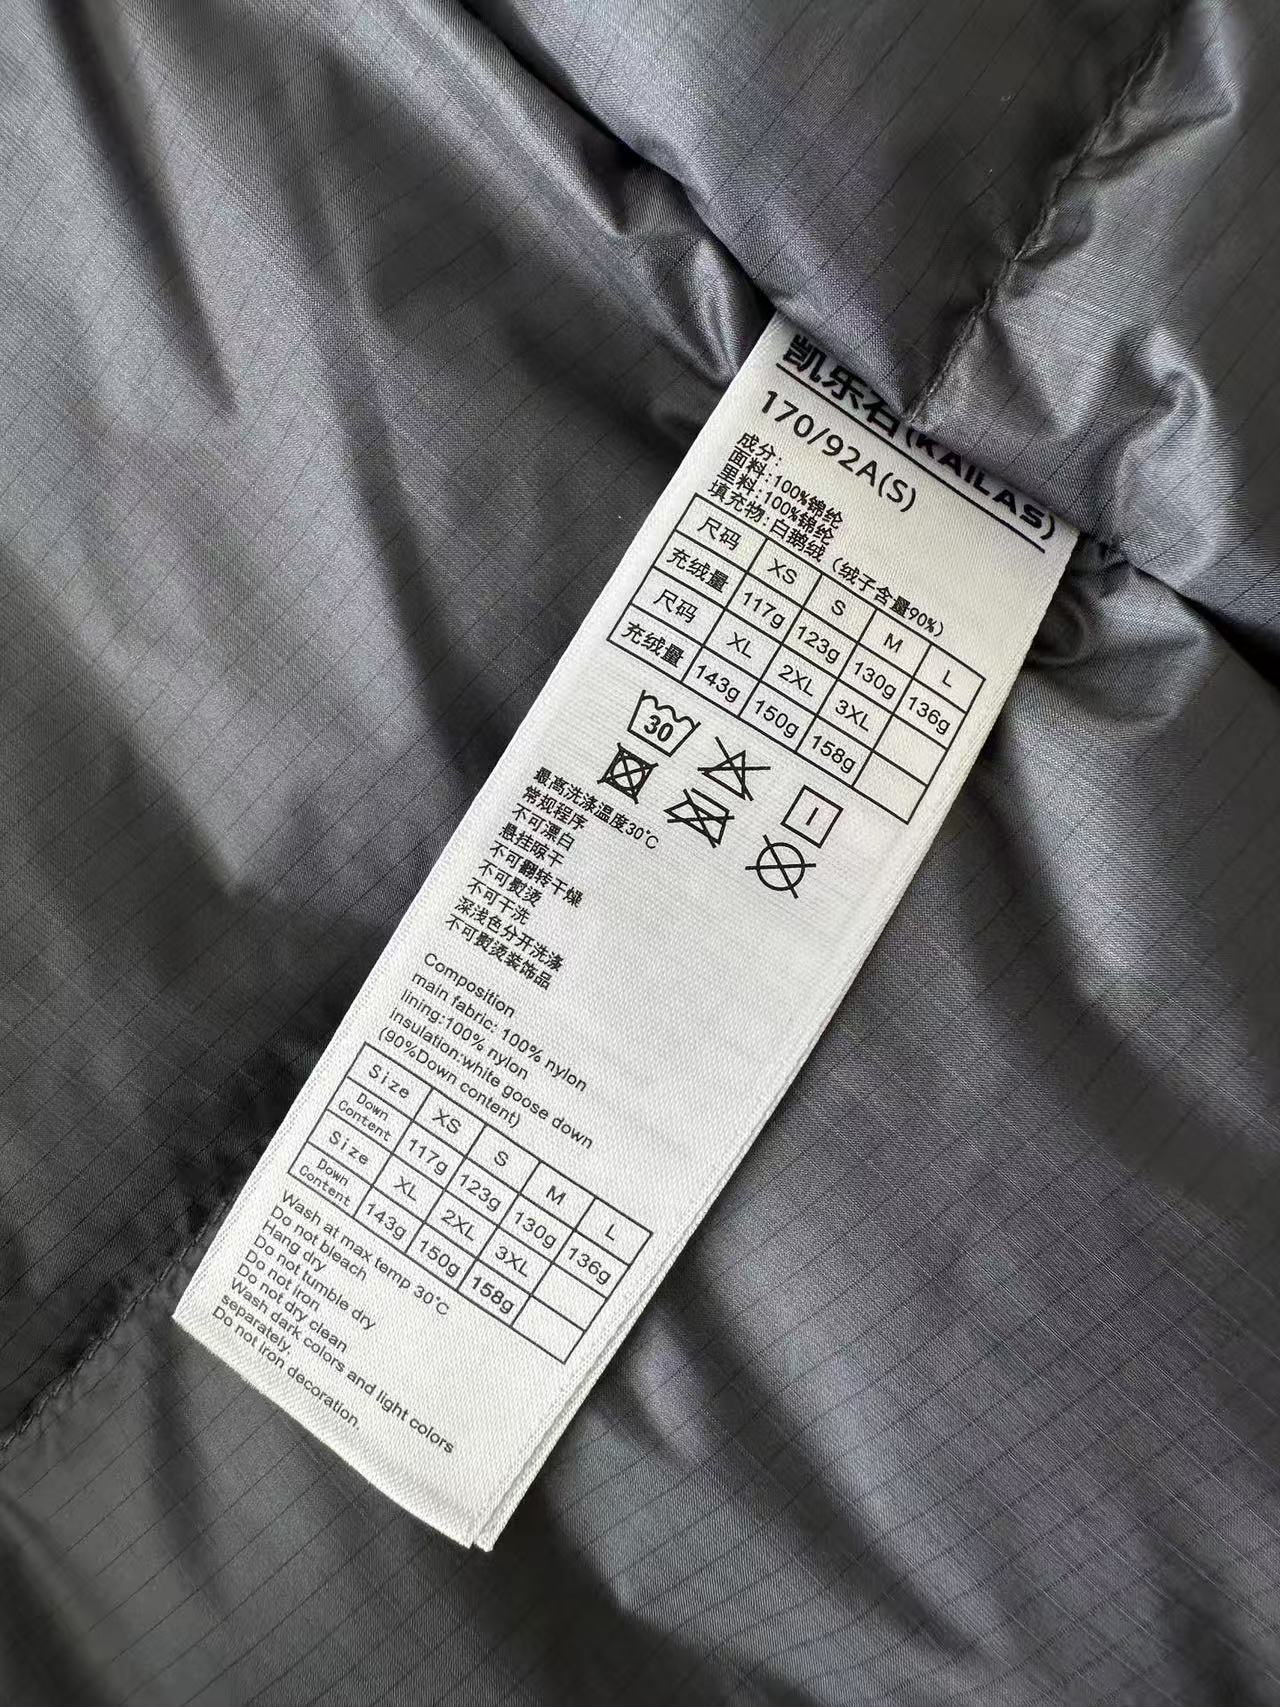 凯乐石(KAILAS)
170/92A(S)
成分:
面料:100%锦纶
里料:100%锦纶
填充物:白鹅绒（绒子含量90%）
尺码 XS S M L
充绒量 117g 123g 130g 136g
尺码 XL 2XL 3XL
充绒量 143g 150g 158g
30
最高洗涤温度30℃
常规程序
不可漂白
悬挂晾干
不可翻转干燥
不可熨烫
不可干洗
深浅色分开洗涤
不可熨烫装饰品
Composition
main fabric: 100% nylon
lining:100% nylon
insulation:white goose down
(90%Down content)
Size XS S M L
Down Content 117g 123g 130g 136g
Size XL 2XL 3XL
Down Content 143g 150g 158g
Wash at max temp 30℃
Do not bleach
Hang dry
Do not tumble dry
Do not iron
Do not dry clean
Wash dark colors and light colors
separately.
Do not iron decoration.